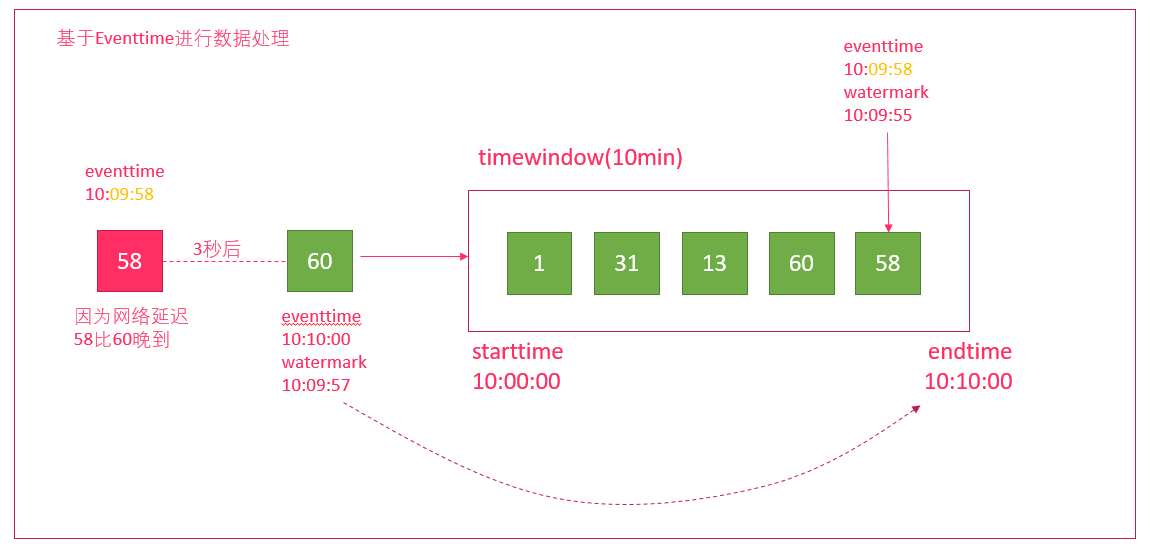 基于Eventtime进行数据处理
eventtime
10:09:58
watermark
10:09:55
timewindow(10min)
eventtime
10:09:58
58
3秒后
60
1
31
13
60
58
因为网络延迟
58比60晚到
eventtime
10:10:00
watermark
10:09:57
starttime
10:00:00
endtime
10:10:00